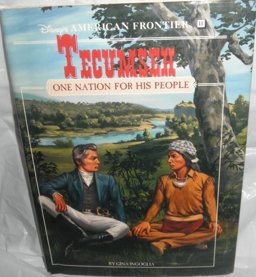 Disney's AMERICAN FRONTIER
TECUMSEH
ONE NATION FOR HIS PEOPLE
BY GINA INGOGLIA